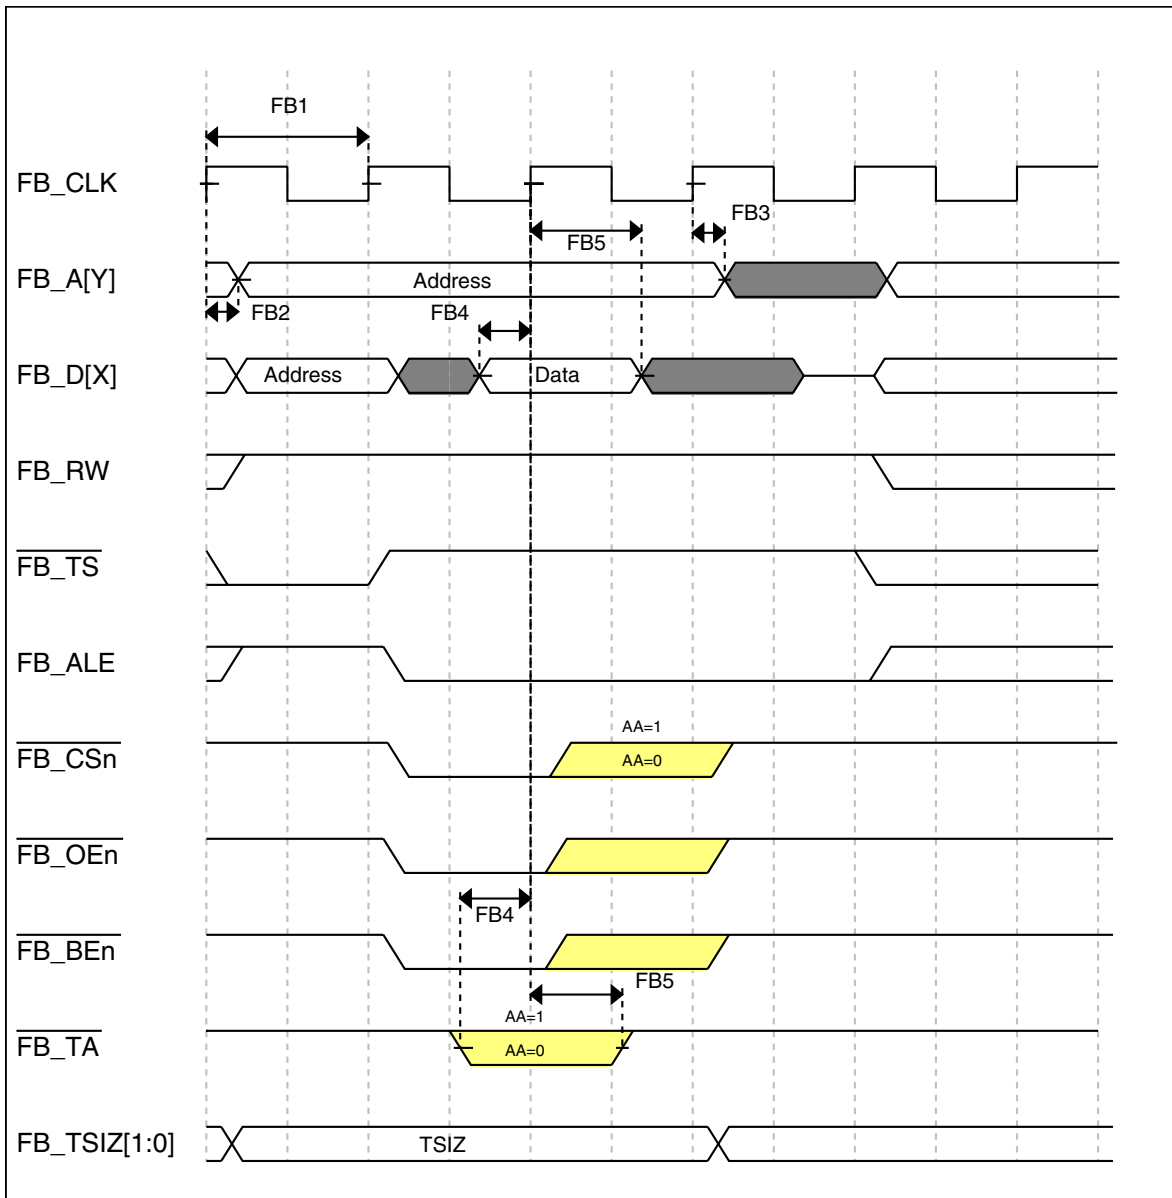 FB1
FB_CLK
FB3
FB5
FB_A[Y]
Address
FB2
FB4
FB_D[X]
Address
Data
FB_RW
FB_TS
FB_ALE
AA=1
FB_CSn
AA=0
FB_OEn
FB4
FB_BEn
FB5
AA=1
FB_TA
AA=0
FB_TSIZ[1:0]
TSIZ